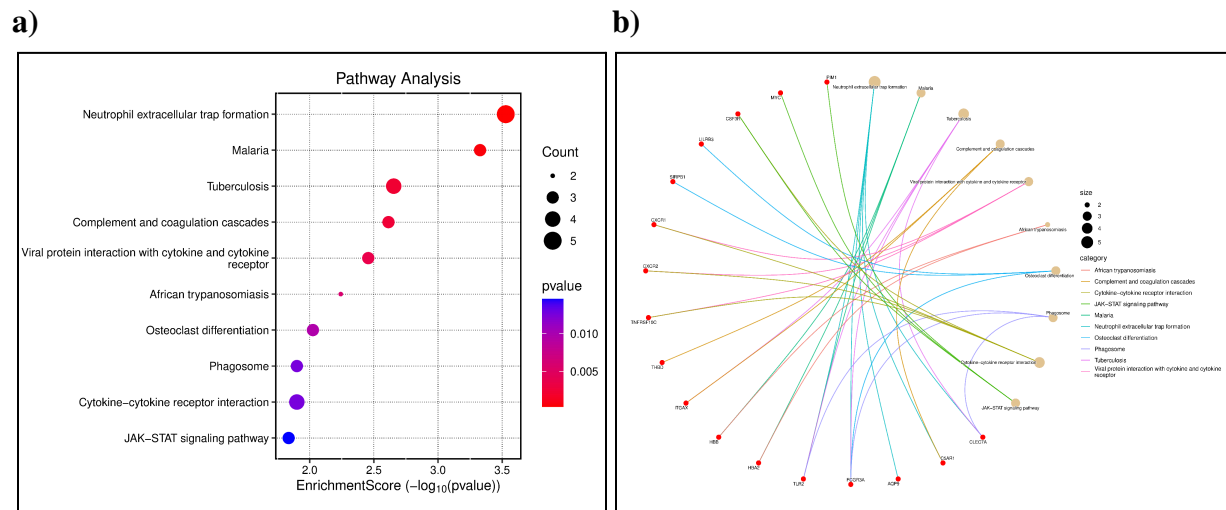 a)
Pathway Analysis
Neutrophil extracellular trap formation
Malaria
Tuberculosis
Complement and coagulation cascades
Viral protein interaction with cytokine and cytokine
receptor
African trypanosomiasis
Osteoclast differentiation
Phagosome
Cytokine−cytokine receptor interaction
JAK−STAT signaling pathway
2.0 2.5 3.0 3.5
EnrichmentScore (−log10(pvalue))
Count
2
3
4
5
pvalue
0.010
0.005
b)
PIM1
Neutrophil extracellular trap formation
Malaria
MYC
CSF3R
Tuberculosis
LILRB3
Complement and coagulation cascades
SIRPB1
Viral protein interaction with cytokine and cytokine receptor
CXCR1
African trypanosomiasis
CXCR2
Osteoclast differentiation
TNFRSF10C
Phagosome
THBD
Cytokine−cytokine receptor interaction
ITGAX
JAK−STAT signaling pathway
HBB
CLEC7A
HBA2
C5AR1
TLR2
FCGR3A
AQP9
size
2
3
4
5
category
African trypanosomiasis
Complement and coagulation cascades
Cytokine−cytokine receptor interaction
JAK−STAT signaling pathway
Malaria
Neutrophil extracellular trap formation
Osteoclast differentiation
Phagosome
Tuberculosis
Viral protein interaction with cytokine and cytokine
receptor